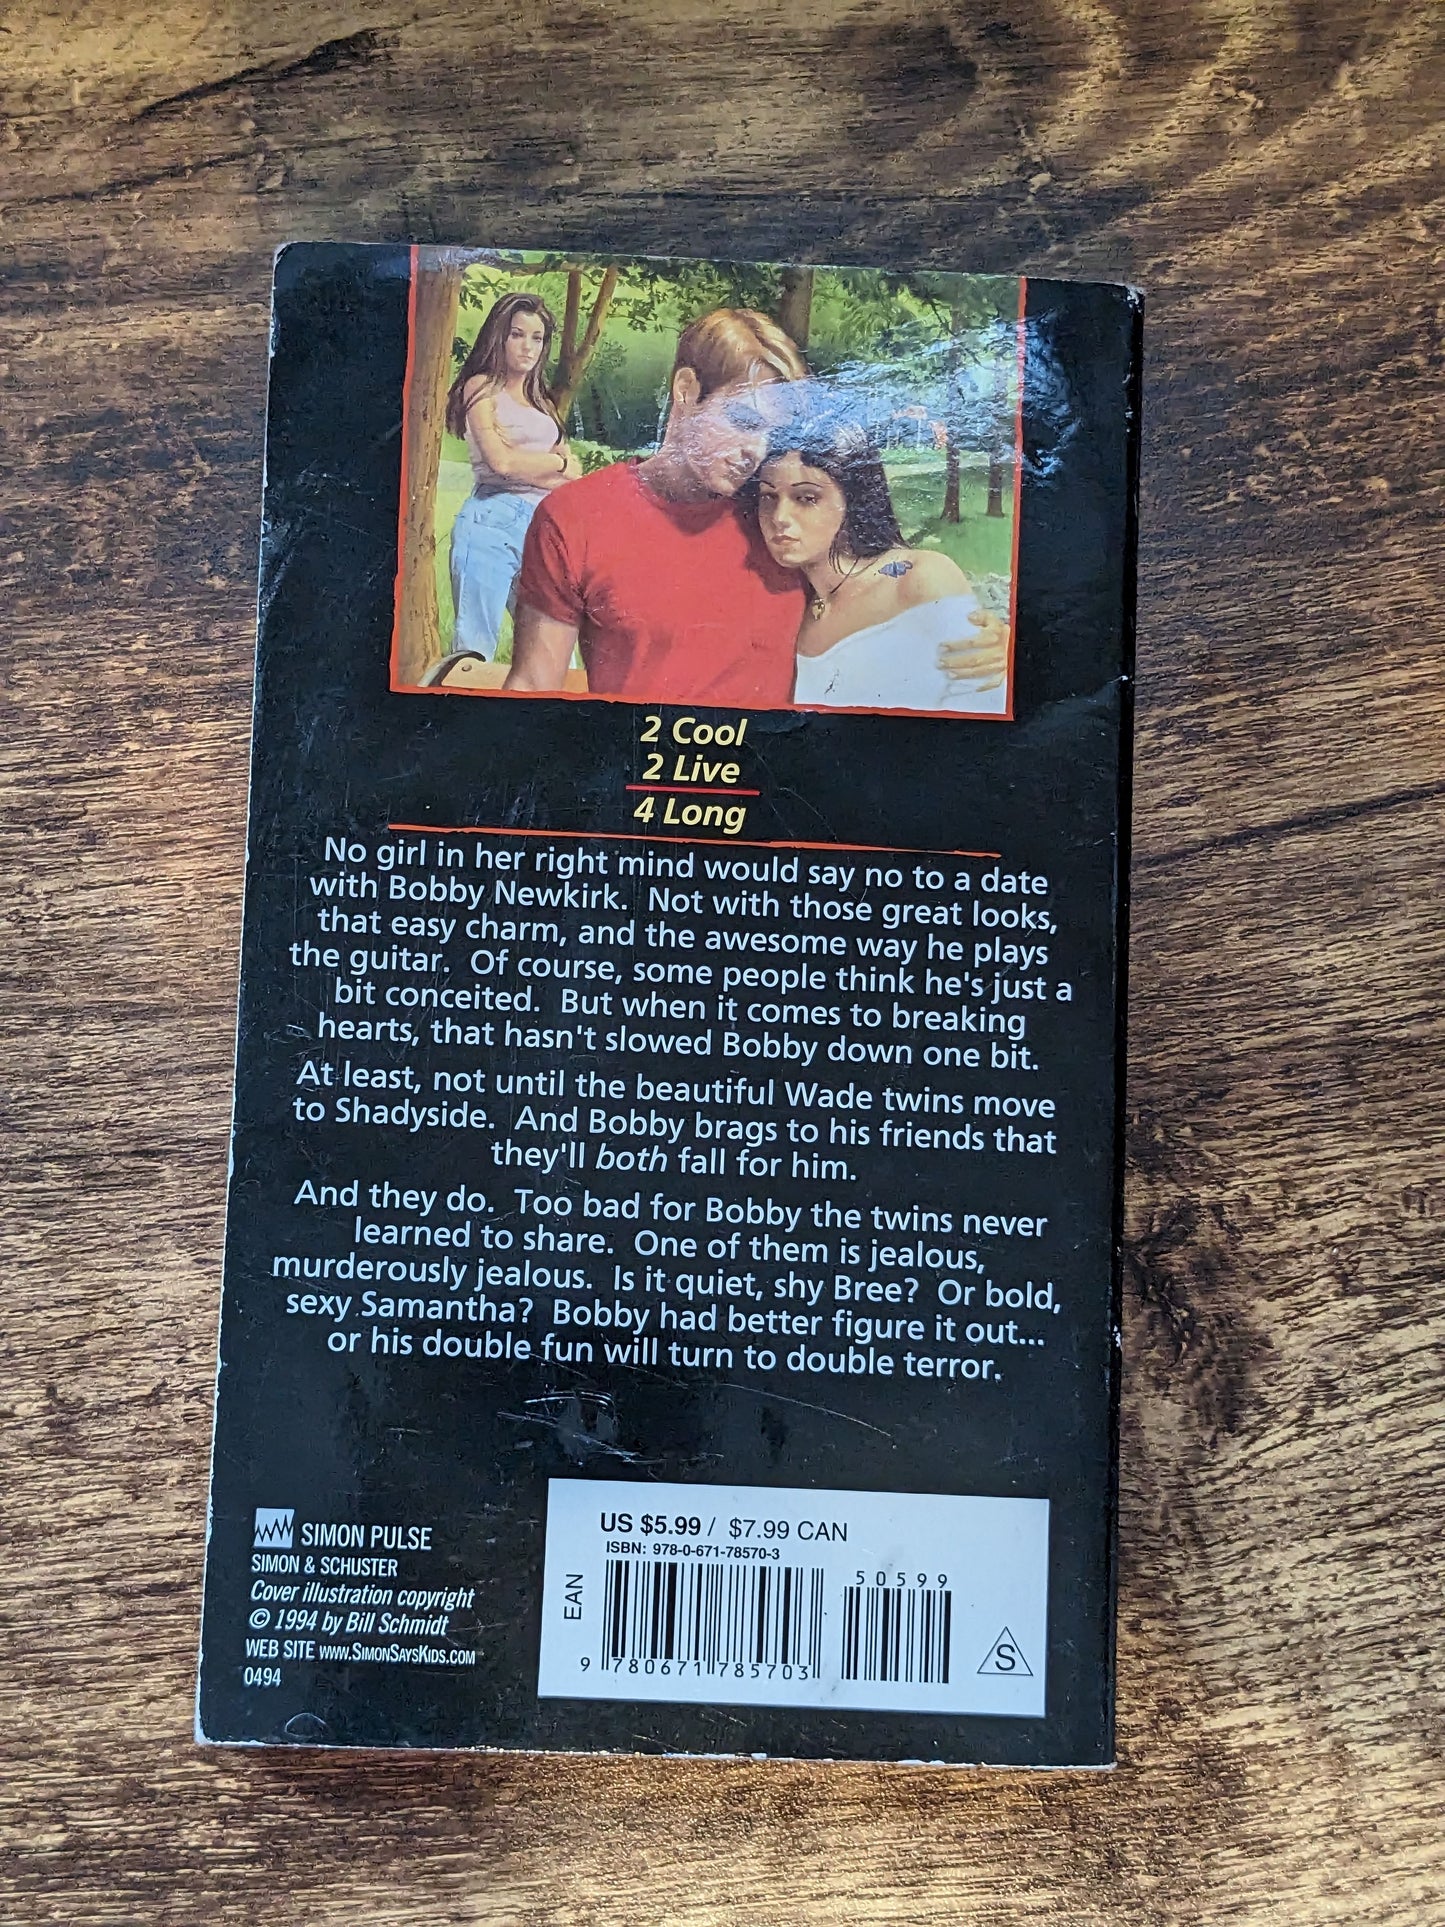 2 Cool
2 Live
4 Long
No girl in her right mind would say no to a date
with Bobby Newkirk. Not with those great looks,
that easy charm, and the awesome way he plays
the guitar. Of course, some people think he's just a
bit conceited. But when it comes to breaking
hearts, that hasn't slowed Bobby down one bit.
At least, not until the beautiful Wade twins move
to Shadyside. And Bobby brags to his friends that
they'll both fall for him.
And they do. Too bad for Bobby the twins never
learned to share. One of them is jealous,
murderously jealous. Is it quiet, shy Bree? Or bold,
sexy Samantha? Bobby had better figure it out...
or his double fun will turn to double terror.
SIMON PULSE
SIMON & SCHUSTER
Cover illustration copyright
© 1994 by Bill Schmidt
WEB SITE www.SimonSaysKids.com
0494
US $5.99 / $7.99 CAN
ISBN: 978-0-671-78570-3
EAN
50599
9 780671 785703
S